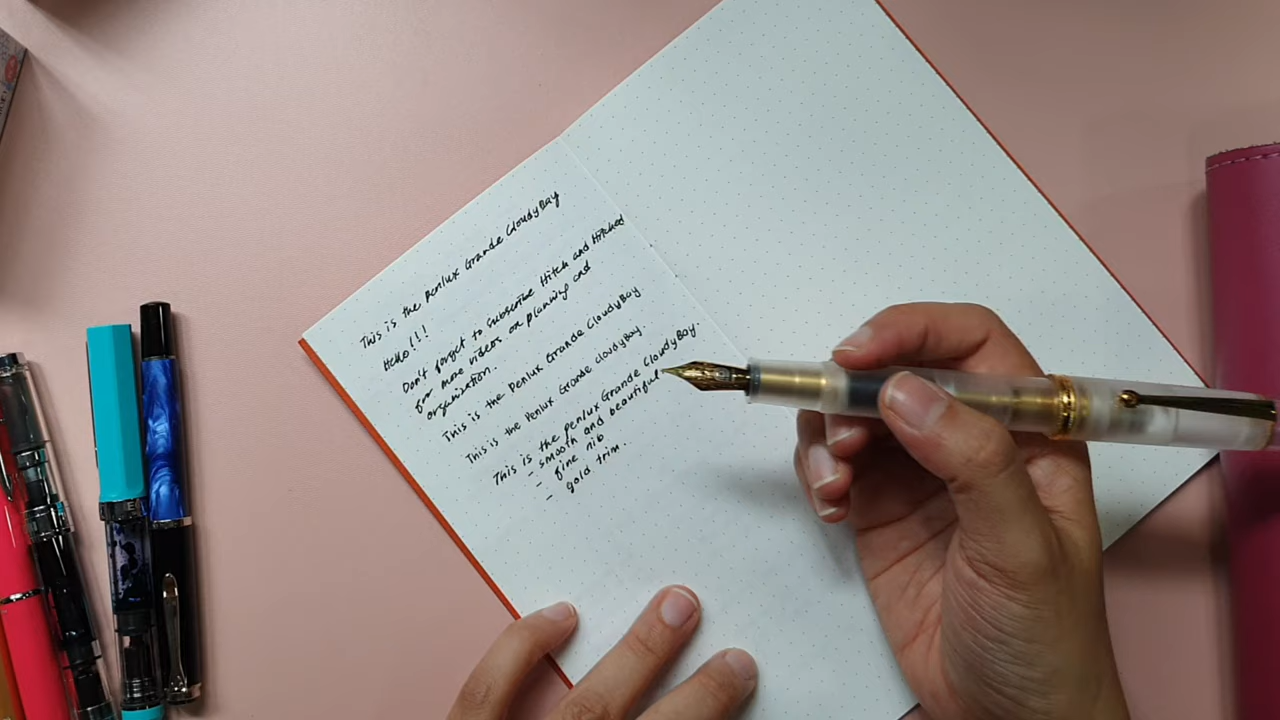 This is the Penlux Grande CloudyBay
Hello!!!
Don't forget to subscribe Hitch and Hitched
for more videos on planning and
organisation.
This is the Penlux Grande CloudyBay
This is the Penlux Grande CloudyBay.
This is the penlux Grande CloudyBay.
- smooth and beautiful
- fine nib
- gold trim.